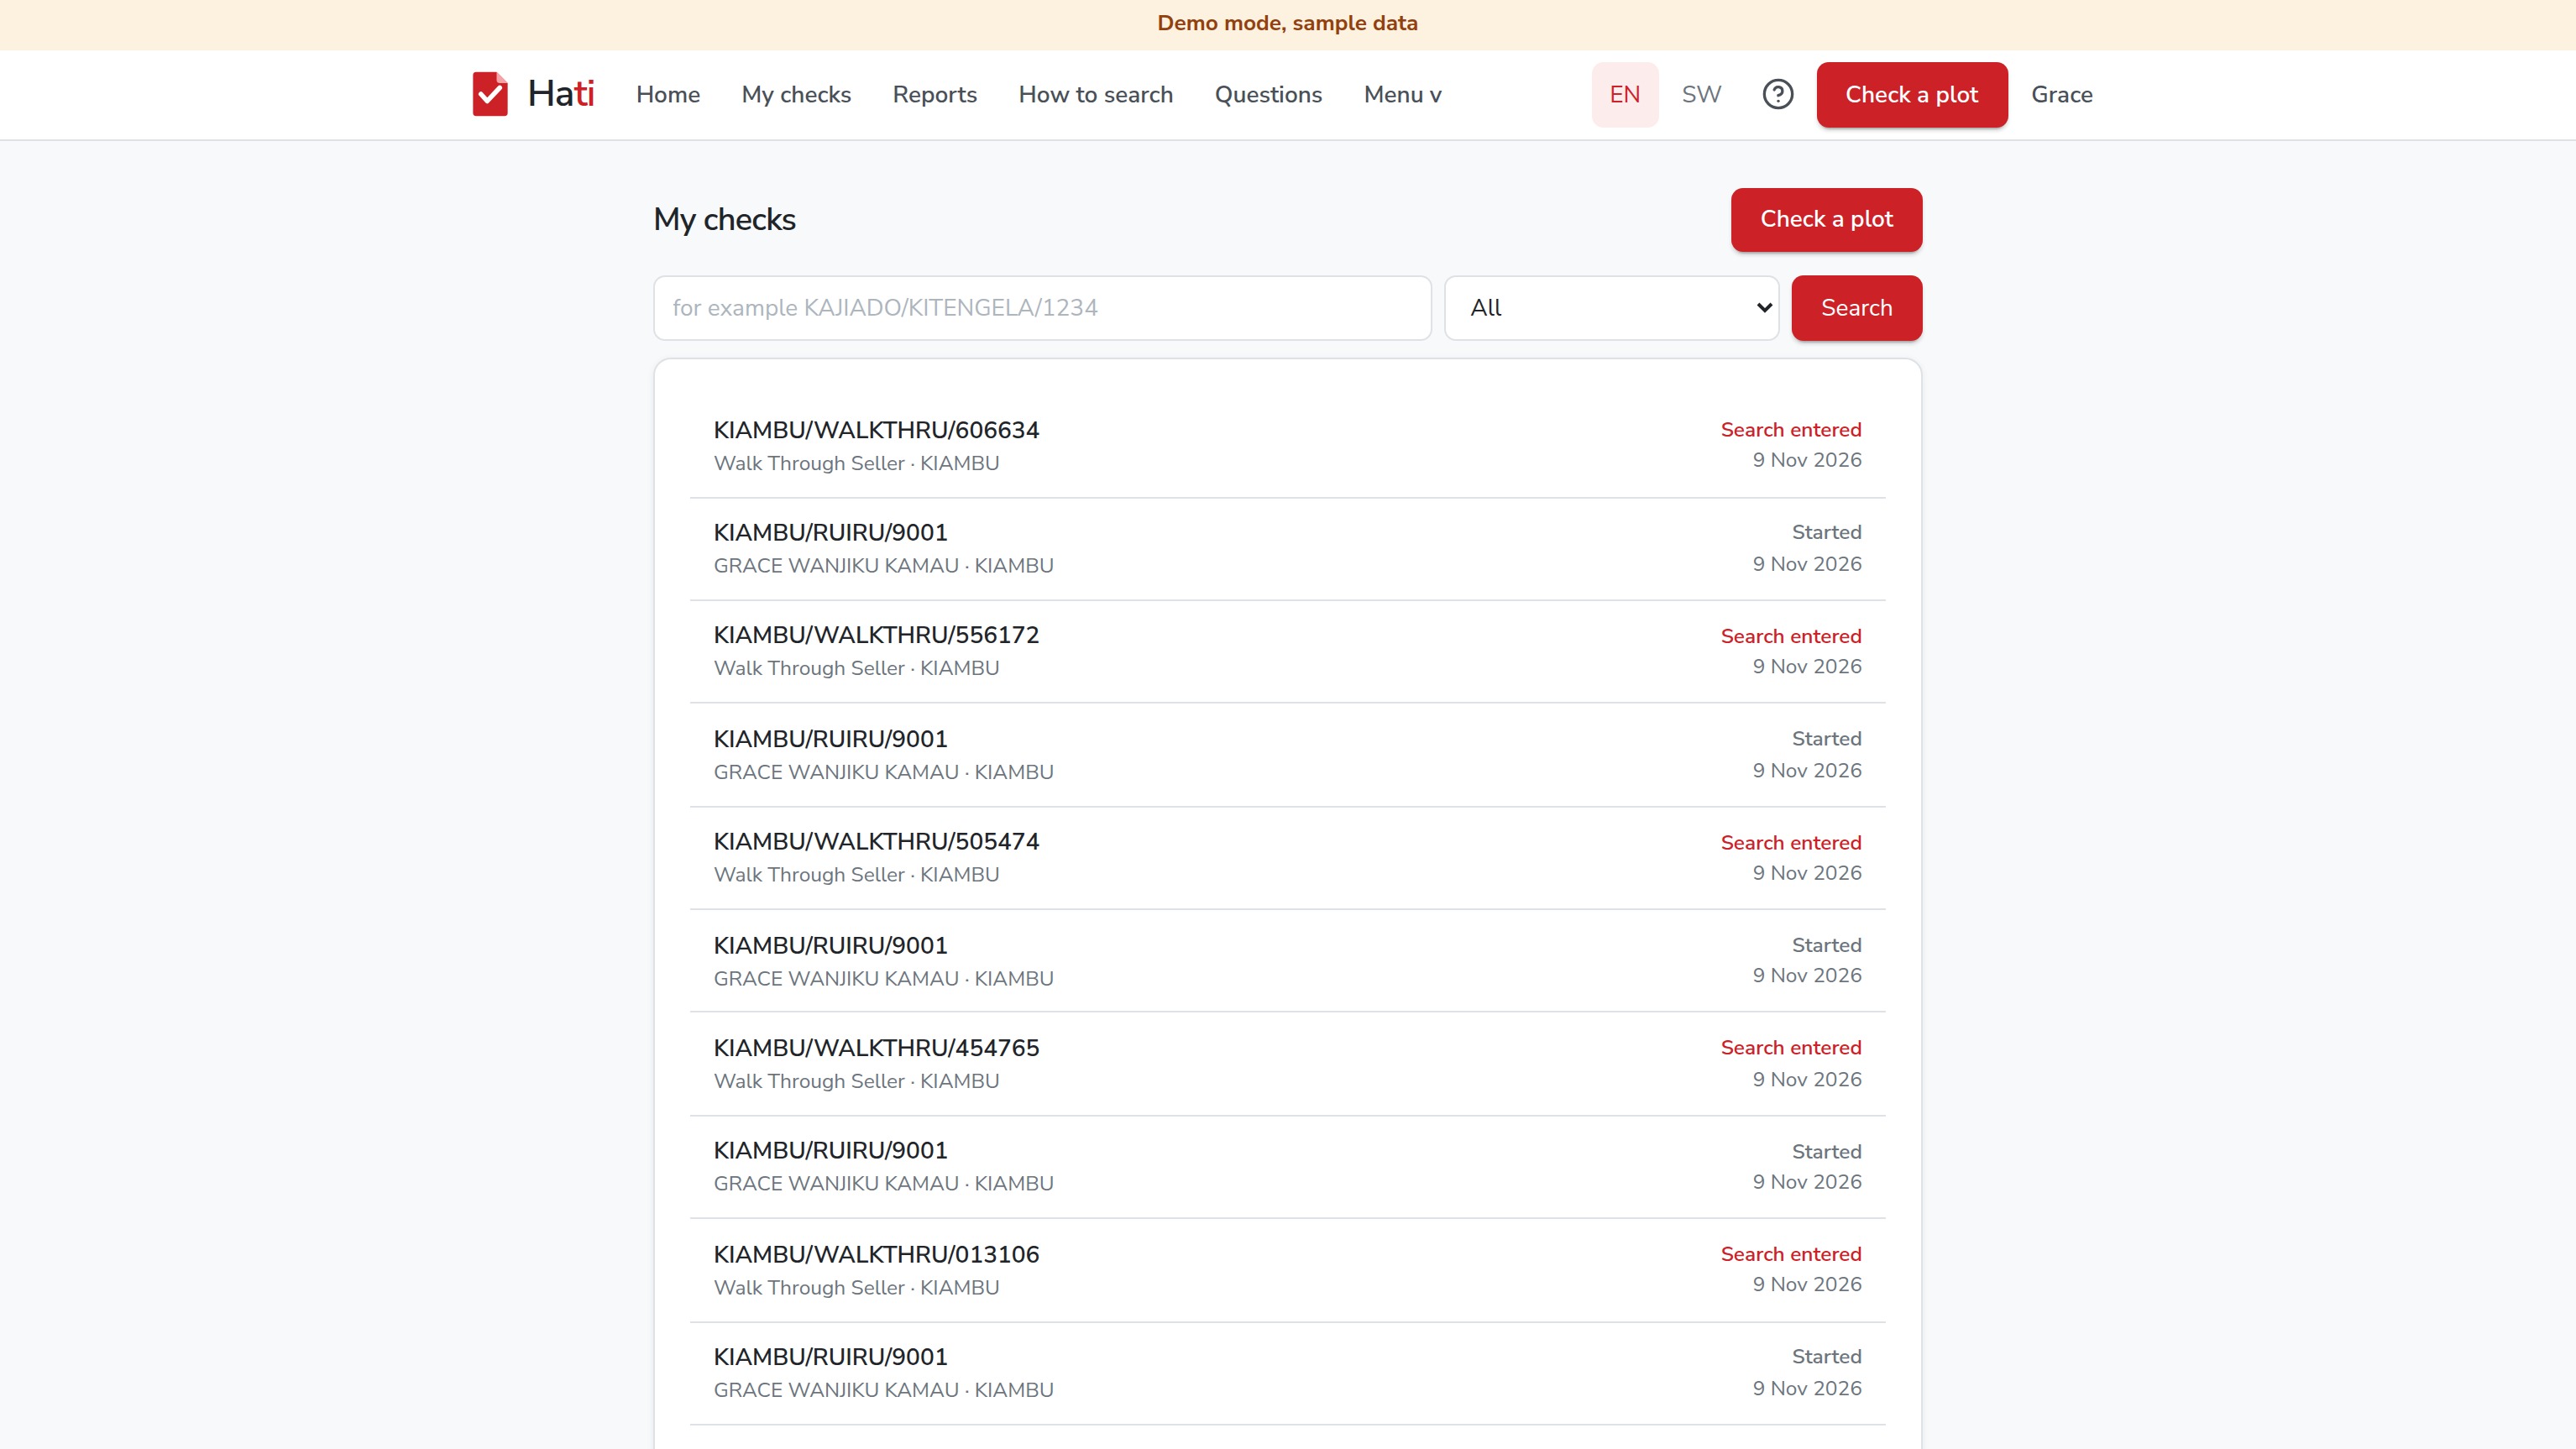 Demo mode, sample data
Hati Home My checks Reports How to search Questions Menu v EN SW ? Check a plot Grace
My checks Check a plot
for example KAJIADO/KITENGELA/1234 All Search
KIAMBU/WALKTHRU/606634 Search entered
Walk Through Seller · KIAMBU 9 Nov 2026
KIAMBU/RUIRU/9001 Started
GRACE WANJIKU KAMAU · KIAMBU 9 Nov 2026
KIAMBU/WALKTHRU/556172 Search entered
Walk Through Seller · KIAMBU 9 Nov 2026
KIAMBU/RUIRU/9001 Started
GRACE WANJIKU KAMAU · KIAMBU 9 Nov 2026
KIAMBU/WALKTHRU/505474 Search entered
Walk Through Seller · KIAMBU 9 Nov 2026
KIAMBU/RUIRU/9001 Started
GRACE WANJIKU KAMAU · KIAMBU 9 Nov 2026
KIAMBU/WALKTHRU/454765 Search entered
Walk Through Seller · KIAMBU 9 Nov 2026
KIAMBU/RUIRU/9001 Started
GRACE WANJIKU KAMAU · KIAMBU 9 Nov 2026
KIAMBU/WALKTHRU/013106 Search entered
Walk Through Seller · KIAMBU 9 Nov 2026
KIAMBU/RUIRU/9001 Started
GRACE WANJIKU KAMAU · KIAMBU 9 Nov 2026